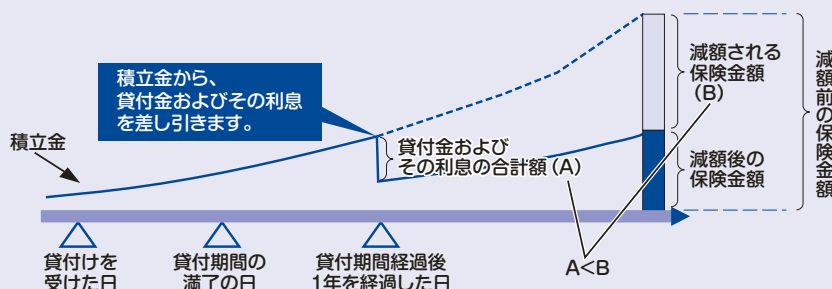 積立金から、
貸付金およびその利息
を差し引きます。
積立金
貸付金および
その利息の合計額(A)
減額される
保険金額
(B)
減額後の
保険金額
減額前の保険金額
A<B
貸付けを
受けた日
貸付期間の
満了の日
貸付期間経過後
1年を経過した日